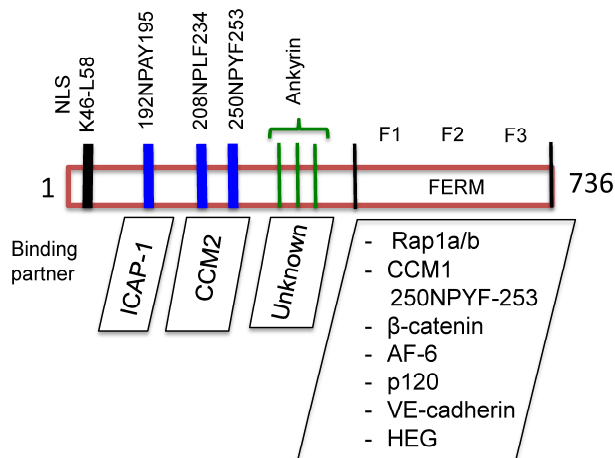 NLS
K46-L58
192NPAY195
208NPLF234
250NPYF253
Ankyrin
F1 F2 F3
1
FERM
736
Binding
partner
ICAP-1
CCM2
Unknown
- Rap1a/b
- CCM1
250NPYF-253
- β-catenin
- AF-6
- p120
- VE-cadherin
- HEG